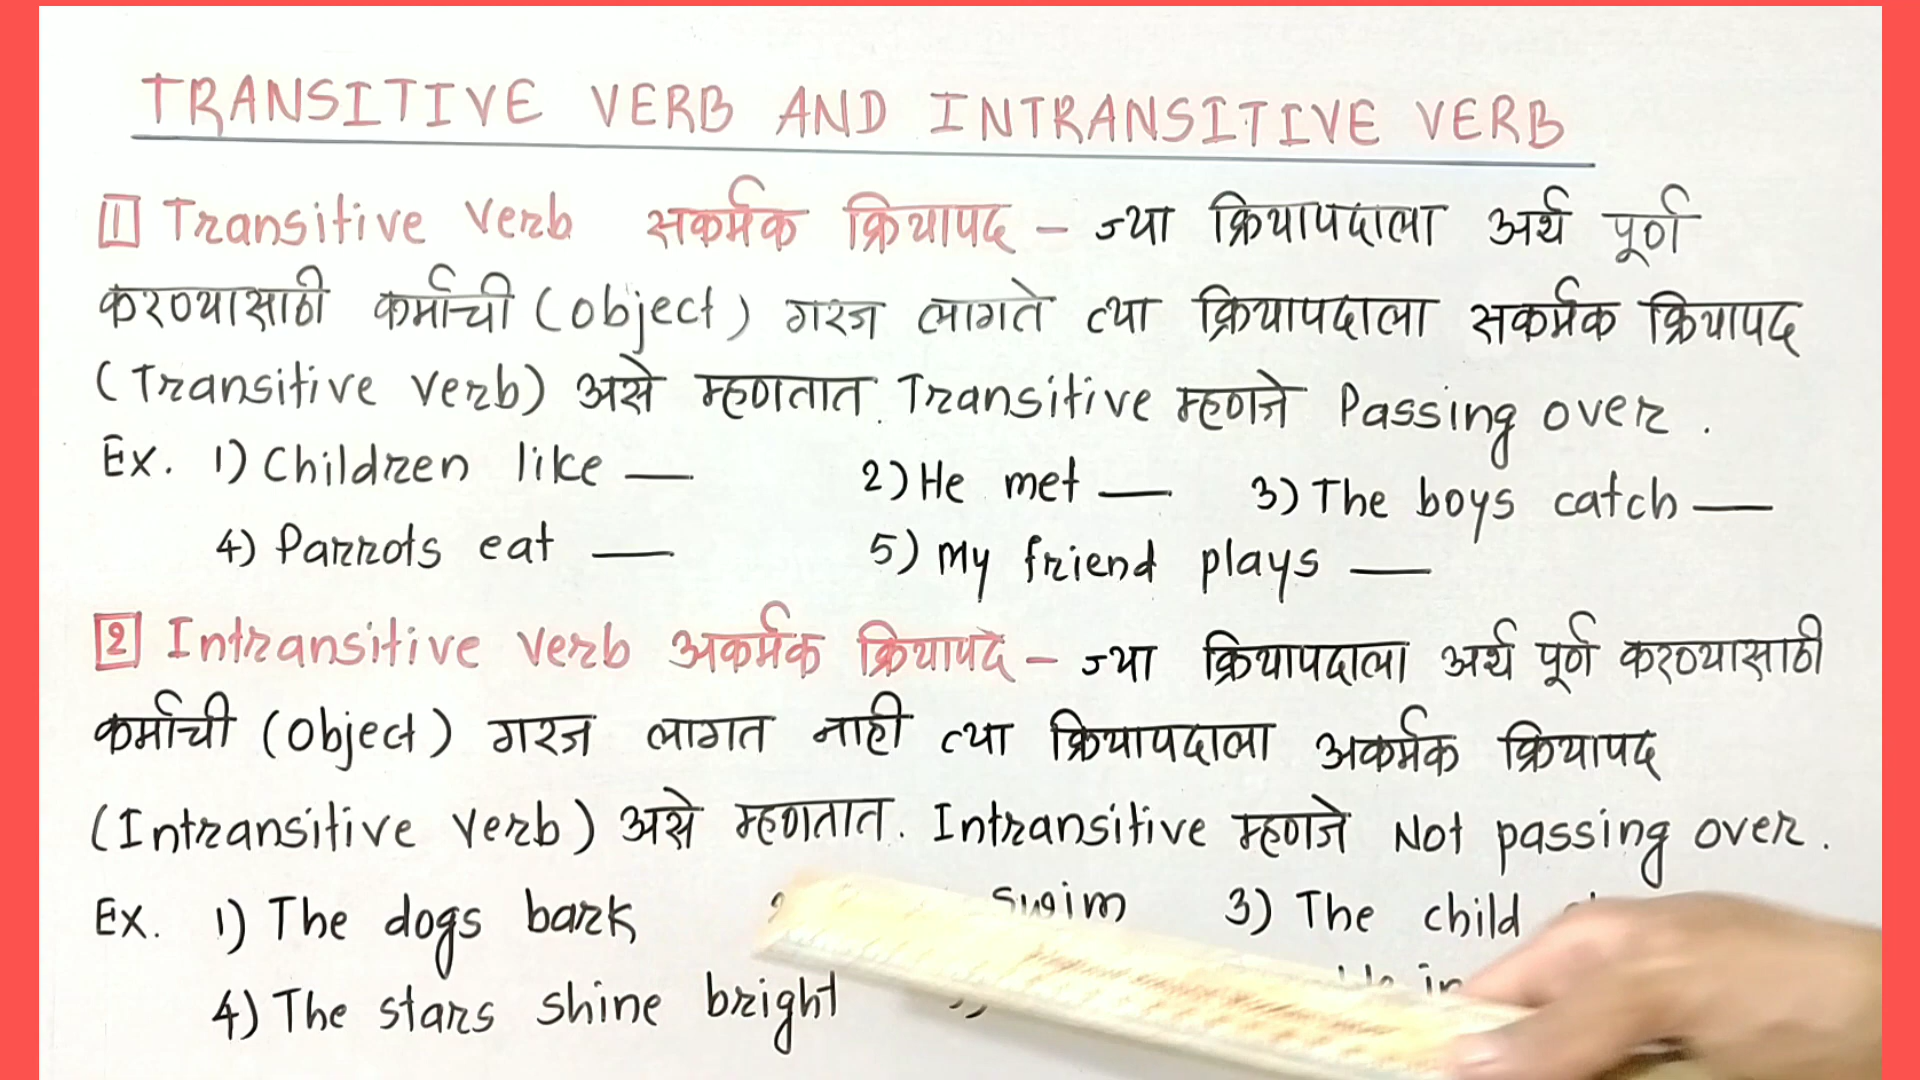 TRANSITIVE VERB AND INTRANSITIVE VERB
1 Transitive Verb सकर्मक क्रियापद – ज्या क्रियापदाला अर्थ पूर्ण
करण्यासाठी कर्माची (object) गरज लागते त्या क्रियापदाला सकर्मक क्रियापद
(Transitive Verb) असे म्हणतात. Transitive म्हणजे Passing over.
Ex. 1) Children like — 2) He met — 3) The boys catch —
4) Parrots eat — 5) My friend plays —
2 Intransitive Verb अकर्मक क्रियापद – ज्या क्रियापदाला अर्थ पूर्ण करण्यासाठी
कर्माची (Object) गरज लागत नाही त्या क्रियापदाला अकर्मक क्रियापद
(Intransitive Verb) असे म्हणतात. Intransitive म्हणजे Not passing over.
Ex. 1) The dogs bark swim 3) The child
4) The stars shine bright